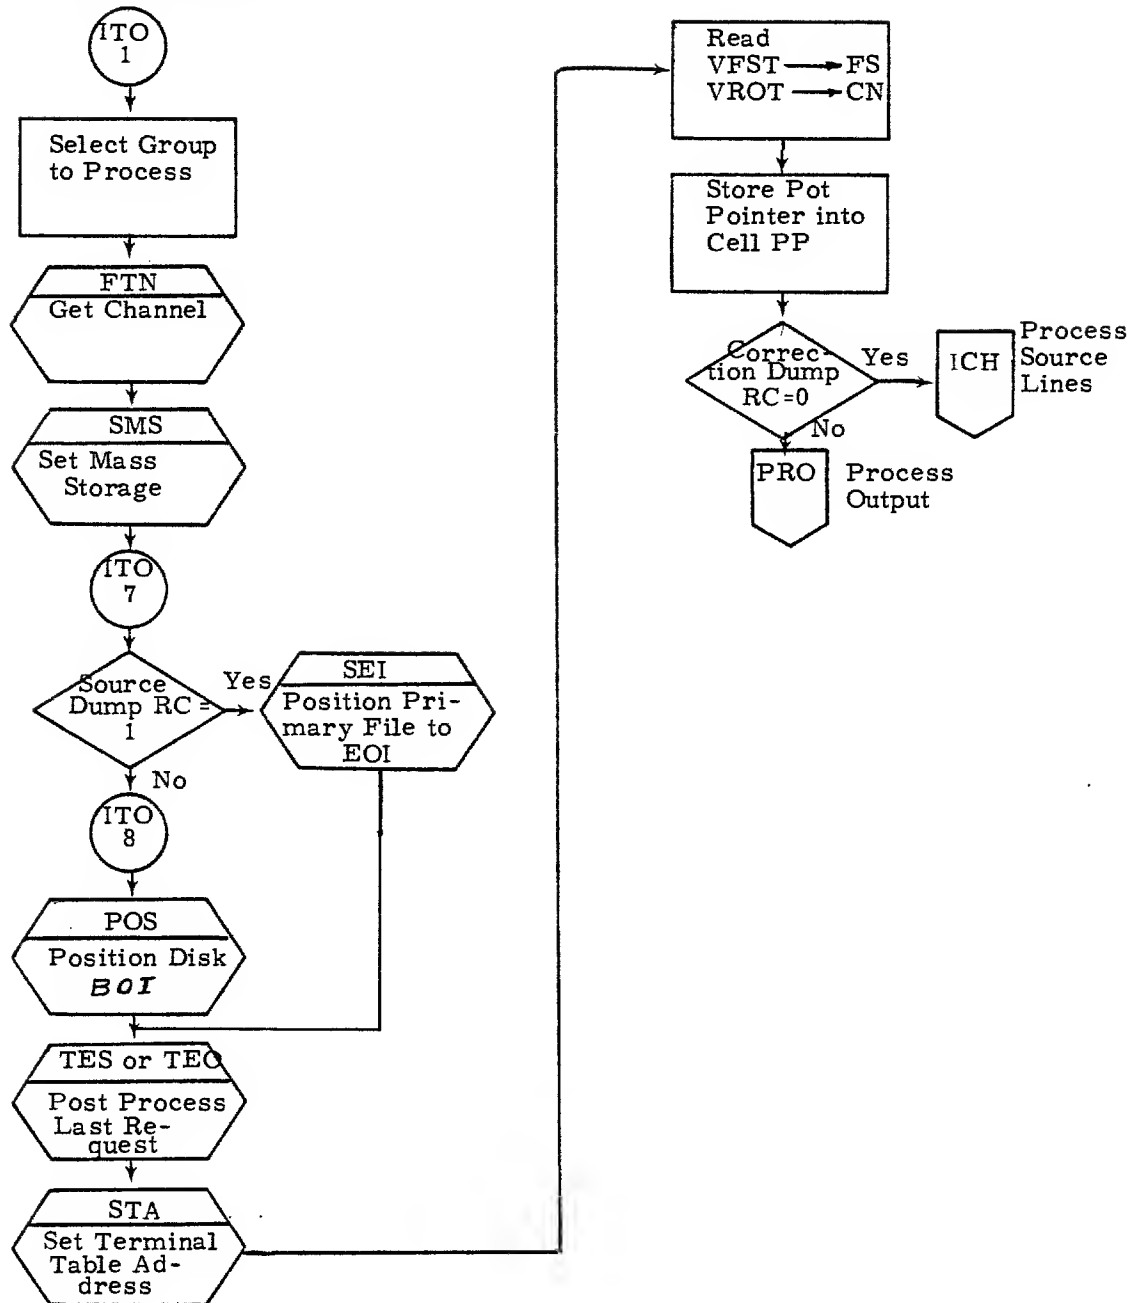 ITO
1
Select Group
to Process
FTN
Get Channel
SMS
Set Mass
Storage
ITO
7
Source
Dump RC =
1
Yes
No
SEI
Position Pri-
mary File to
EOI
ITO
8
POS
Position Disk
BOI
TES or TEO
Post Process
Last Re-
quest
STA
Set Terminal
Table Ad-
dress
Read
VFST → FS
VROT → CN
Store Pot
Pointer into
Cell PP
Correc-
tion Dump
RC=0
Yes
No
ICH
Process
Source
Lines
PRO
Process
Output